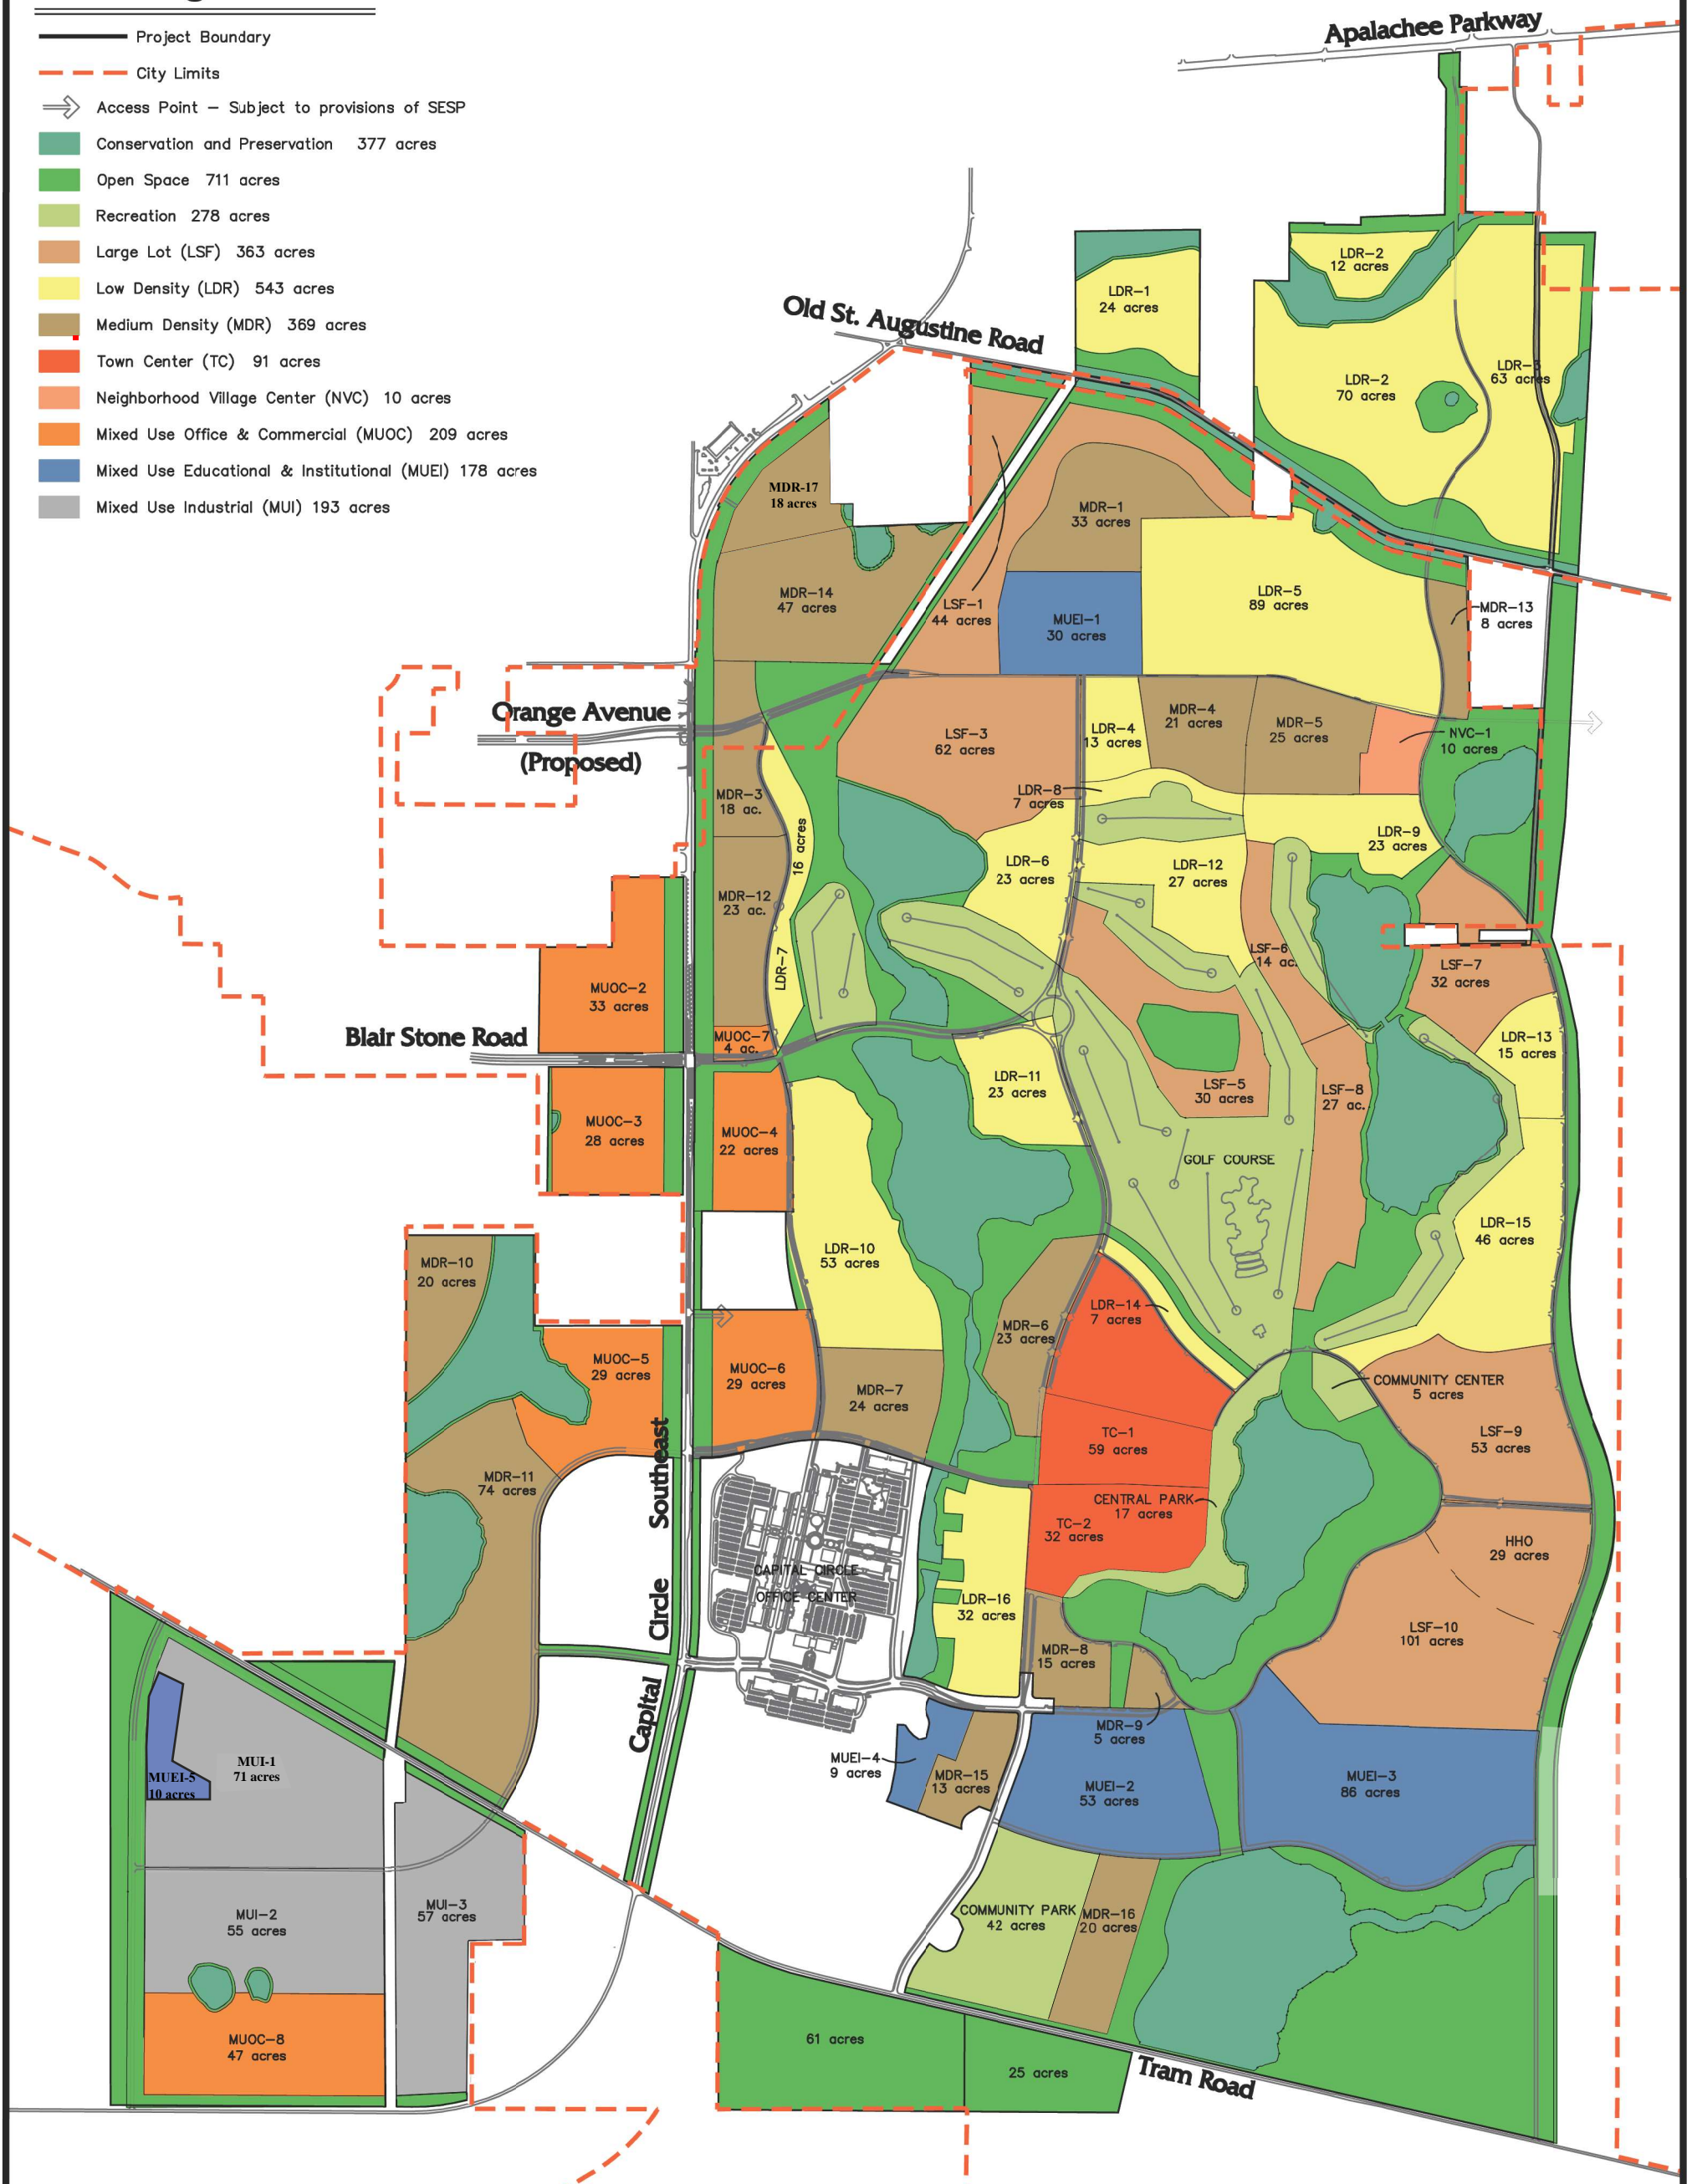 Project Boundary
City Limits
Access Point – Subject to provisions of SESP
Conservation and Preservation 377 acres
Open Space 711 acres
Recreation 278 acres
Large Lot (LSF) 363 acres
Low Density (LDR) 543 acres
Medium Density (MDR) 369 acres
Town Center (TC) 91 acres
Neighborhood Village Center (NVC) 10 acres
Mixed Use Office & Commercial (MUOC) 209 acres
Mixed Use Educational & Institutional (MUEI) 178 acres
Mixed Use Industrial (MUI) 193 acres
Apalachee Parkway
LDR-2
12 acres
LDR-1
24 acres
Old St. Augustine Road
LDR-2
70 acres
LDR-
63 acres
MDR-17
18 acres
MDR-1
33 acres
MDR-14
47 acres
LSF-1
44 acres
MUEI-1
30 acres
LDR-5
89 acres
MDR-13
8 acres
Orange Avenue
(Proposed)
LSF-3
62 acres
LDR-4
13 acres
MDR-4
21 acres
MDR-5
25 acres
NVC-1
10 acres
MDR-3
18 ac.
LDR-8
7 acres
LDR-9
23 acres
16 acres
LDR-7
LDR-6
23 acres
LDR-12
27 acres
MDR-12
23 ac.
LSF-6
14 ac.
LSF-7
32 acres
MUOC-2
33 acres
Blair Stone Road
MUOC-7
4 ac.
LDR-13
15 acres
LDR-11
23 acres
LSF-5
30 acres
LSF-8
27 ac.
MUOC-3
28 acres
MUOC-4
22 acres
GOLF COURSE
LDR-15
46 acres
LDR-10
53 acres
MDR-10
20 acres
LDR-14
7 acres
MDR-6
23 acres
MUOC-5
29 acres
MUOC-6
29 acres
MDR-7
24 acres
COMMUNITY CENTER
5 acres
TC-1
59 acres
LSF-9
53 acres
MDR-11
74 acres
CENTRAL PARK
17 acres
TC-2
32 acres
HHO
29 acres
CAPITAL CIRCLE
OFFICE CENTER
LDR-16
32 acres
LSF-10
101 acres
Capital Circle Southeast
MDR-8
15 acres
MDR-9
5 acres
MUEI-4
9 acres
MDR-15
13 acres
MUEI-2
53 acres
MUEI-3
86 acres
MUI-1
71 acres
MUEI-5
10 acres
MUI-2
55 acres
MUI-3
57 acres
COMMUNITY PARK
42 acres
MDR-16
20 acres
MUOC-8
47 acres
61 acres
25 acres
Tram Road